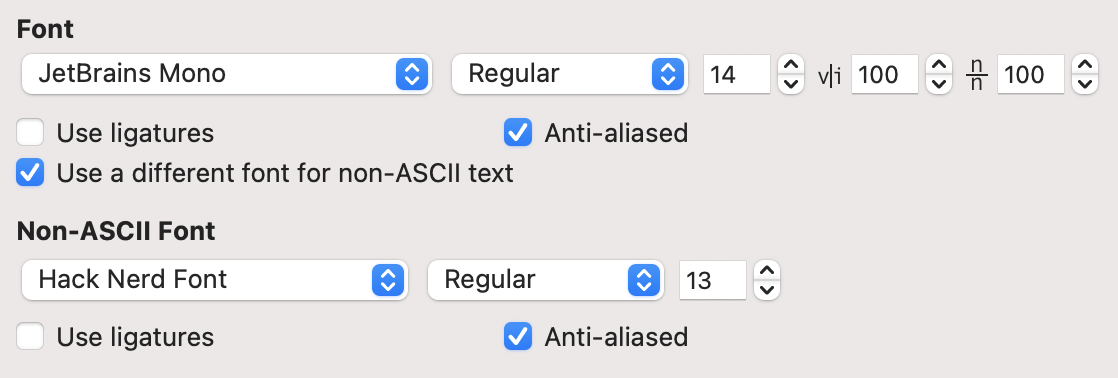 Font
JetBrains Mono Regular 14 v|i 100 n/n 100
Use ligatures Anti-aliased
Use a different font for non-ASCII text
Non-ASCII Font
Hack Nerd Font Regular 13
Use ligatures Anti-aliased